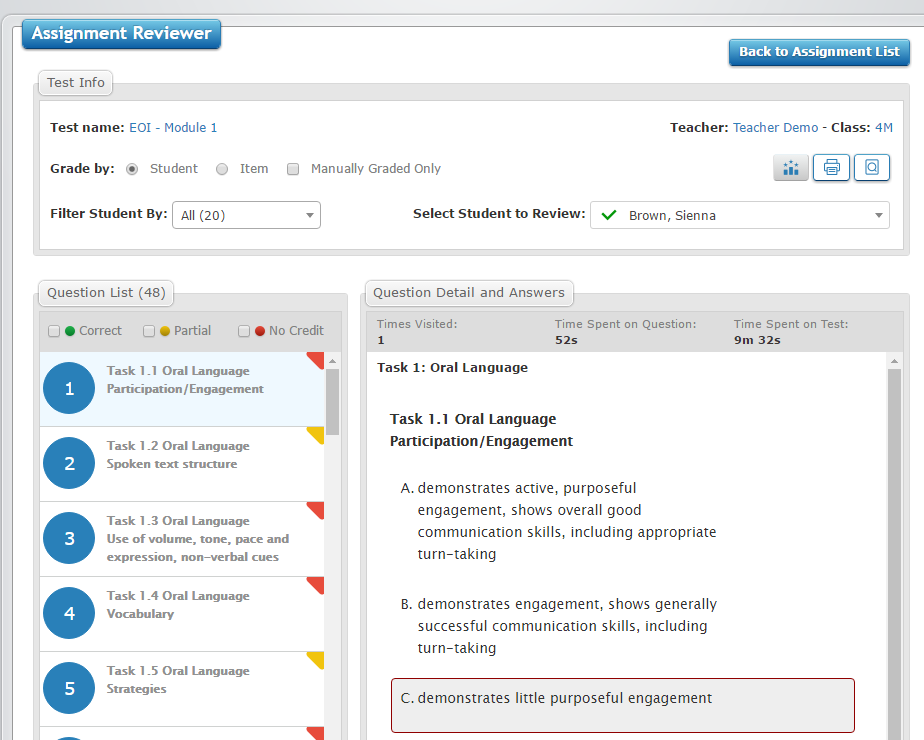 Assignment Reviewer
Back to Assignment List
Test Info
Test name: EOI - Module 1
Teacher: Teacher Demo - Class: 4M
Grade by: Student Item Manually Graded Only
Filter Student By: All (20)
Select Student to Review: Brown, Sienna
Question List (48)
Correct Partial No Credit
1
Task 1.1 Oral Language
Participation/Engagement
2
Task 1.2 Oral Language
Spoken text structure
3
Task 1.3 Oral Language
Use of volume, tone, pace and
expression, non-verbal cues
4
Task 1.4 Oral Language
Vocabulary
5
Task 1.5 Oral Language
Strategies
Question Detail and Answers
Times Visited:
1
Time Spent on Question:
52s
Time Spent on Test:
9m 32s
Task 1: Oral Language
Task 1.1 Oral Language
Participation/Engagement
A. demonstrates active, purposeful
engagement, shows overall good
communication skills, including appropriate
turn-taking
B. demonstrates engagement, shows generally
successful communication skills, including
turn-taking
C. demonstrates little purposeful engagement